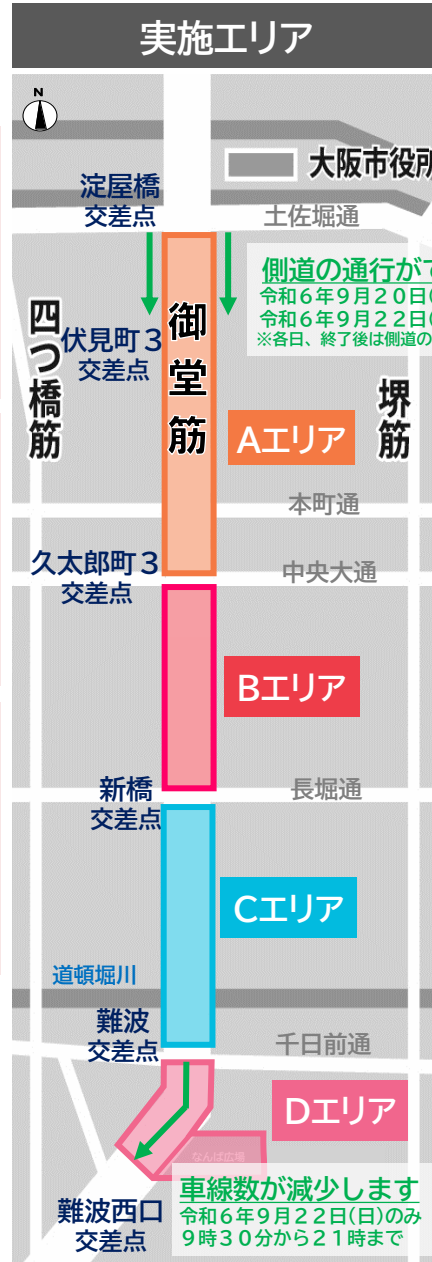 実施エリア
N
大阪市役所
淀屋橋
交差点
土佐堀通
側道の通行がで
令和6年9月20日(
令和6年9月22日(
※各日、終了後は側道の
四つ橋筋
伏見町3
交差点
御堂筋
堺筋
Aエリア
本町通
久太郎町3
交差点
中央大通
Bエリア
新橋
交差点
長堀通
Cエリア
道頓堀川
難波
交差点
千日前通
Dエリア
なんば広場
車線数が減少します
令和6年9月22日(日)のみ
9時30分から21時まで
難波西口
交差点